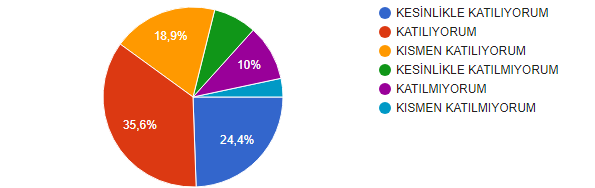 KESİNLİKLE KATILIYORUM
KATILIYORUM
KISMEN KATILIYORUM
KESİNLİKLE KATILMIYORUM
KATILMIYORUM
KISMEN KATILMIYORUM
18,9%
10%
35,6%
24,4%